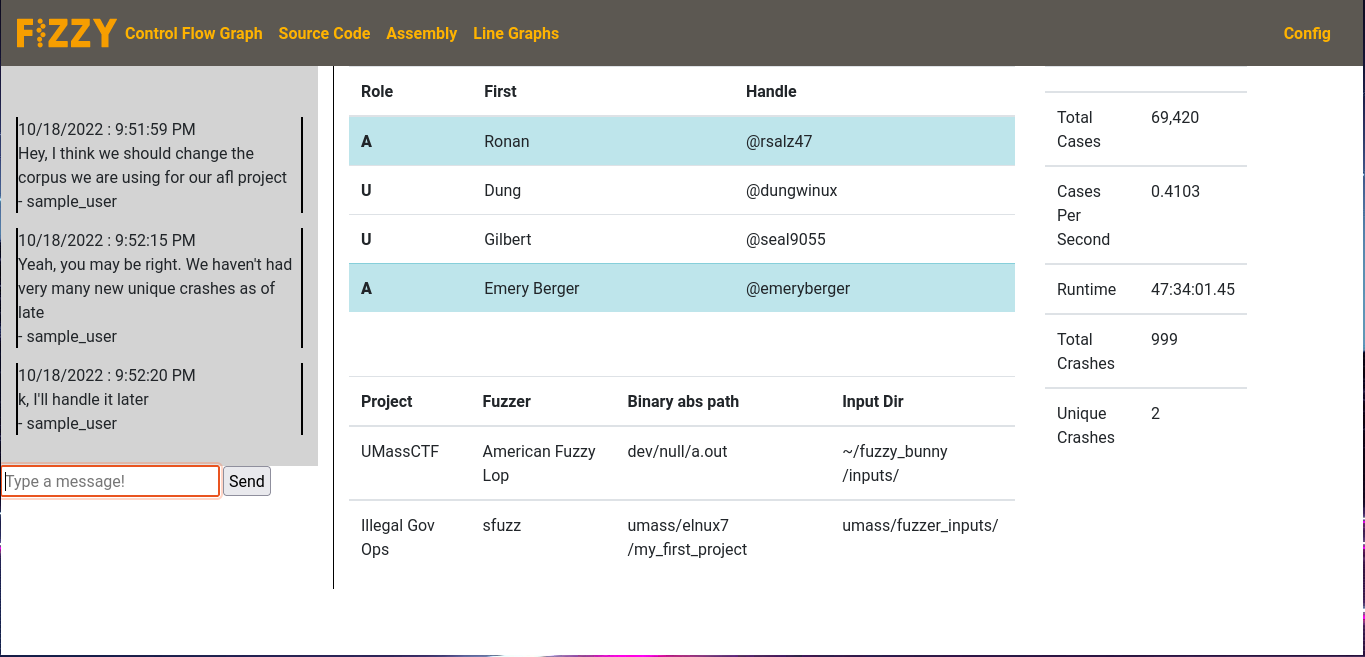 FIZZY Control Flow Graph Source Code Assembly Line Graphs Config
10/18/2022 : 9:51:59 PM
Hey, I think we should change the
corpus we are using for our afl project
- sample_user
10/18/2022 : 9:52:15 PM
Yeah, you may be right. We haven't had
very many new unique crashes as of
late
- sample_user
10/18/2022 : 9:52:20 PM
k, I'll handle it later
- sample_user
Type a message! Send
Role First Handle
A Ronan @rsalz47
U Dung @dungwinux
U Gilbert @seal9055
A Emery Berger @emeryberger
Project Fuzzer Binary abs path Input Dir
UMassCTF American Fuzzy dev/null/a.out ~/fuzzy_bunny
Lop /inputs/
Illegal Gov sfuzz umass/elnux7 umass/fuzzer_inputs/
Ops /my_first_project
Total 69,420
Cases
Cases 0.4103
Per
Second
Runtime 47:34:01.45
Total 999
Crashes
Unique 2
Crashes